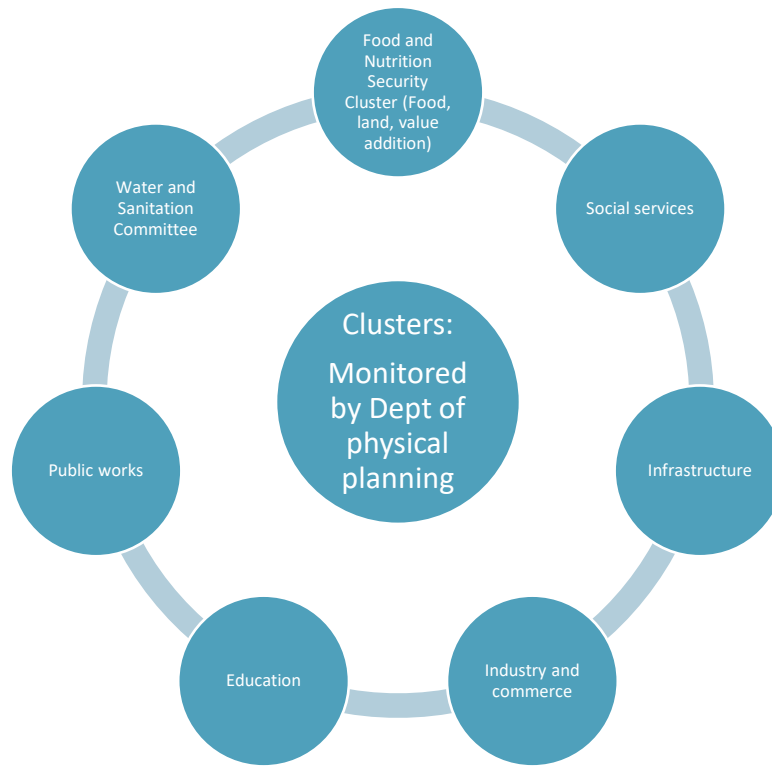 Food and
Nutrition
Security
Cluster (Food,
land, value
addition)
Social services
Infrastructure
Industry and
commerce
Education
Public works
Water and
Sanitation
Committee
Clusters:
Monitored
by Dept of
physical
planning